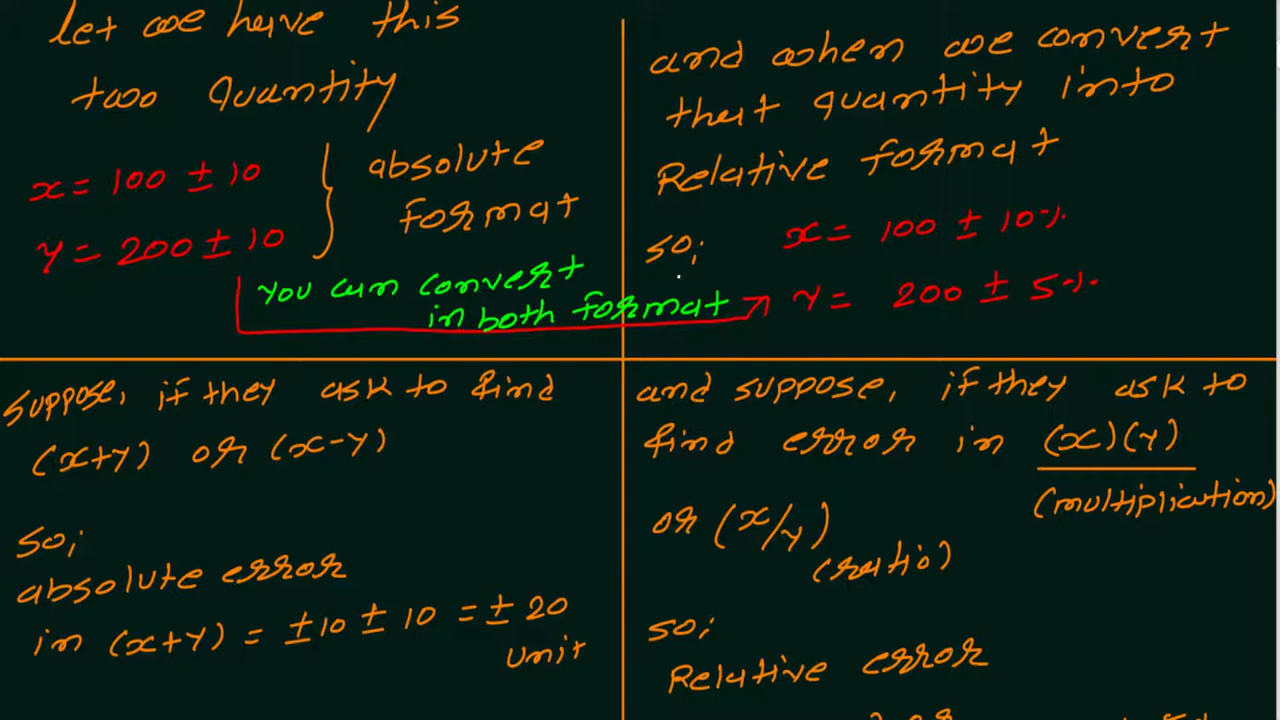 let we have this
two quantity
x = 100 ± 10
y = 200 ± 10
absolute
format
You can convert
in both format
and when we convert
that quantity into
Relative format
so;
x = 100 ± 10%
y = 200 ± 5%
suppose, if they ask to find
(x+y) or (x-y)
so;
absolute error
in (x+y) = ±10 ± 10 = ± 20
unit
and suppose, if they ask to
find error in (x)(y)
(multiplication)
or (x/y)
(ratio)
so;
Relative error